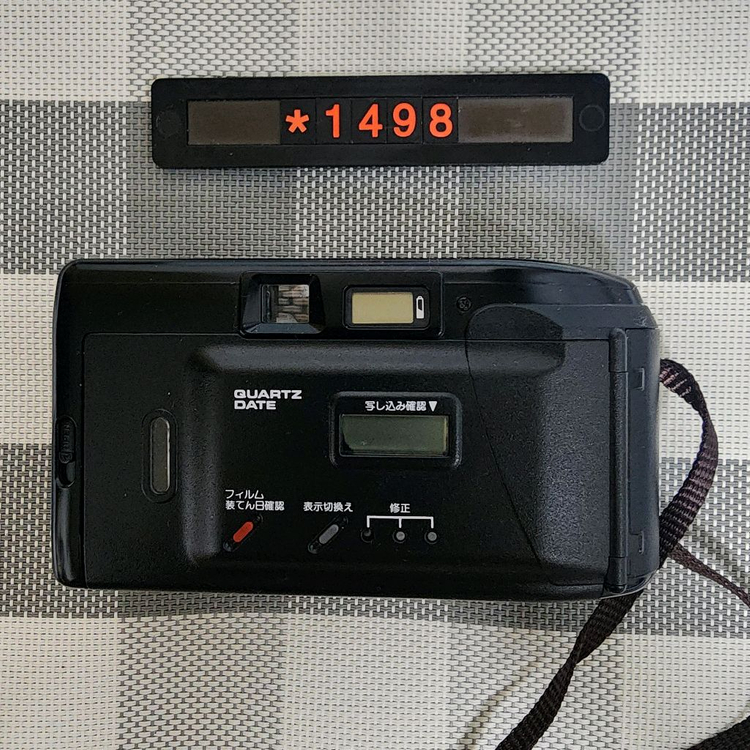 *1498
QUARTZ
DATE
写し込み確認▼
フィルム
装てん日確認
表示切換え
修正